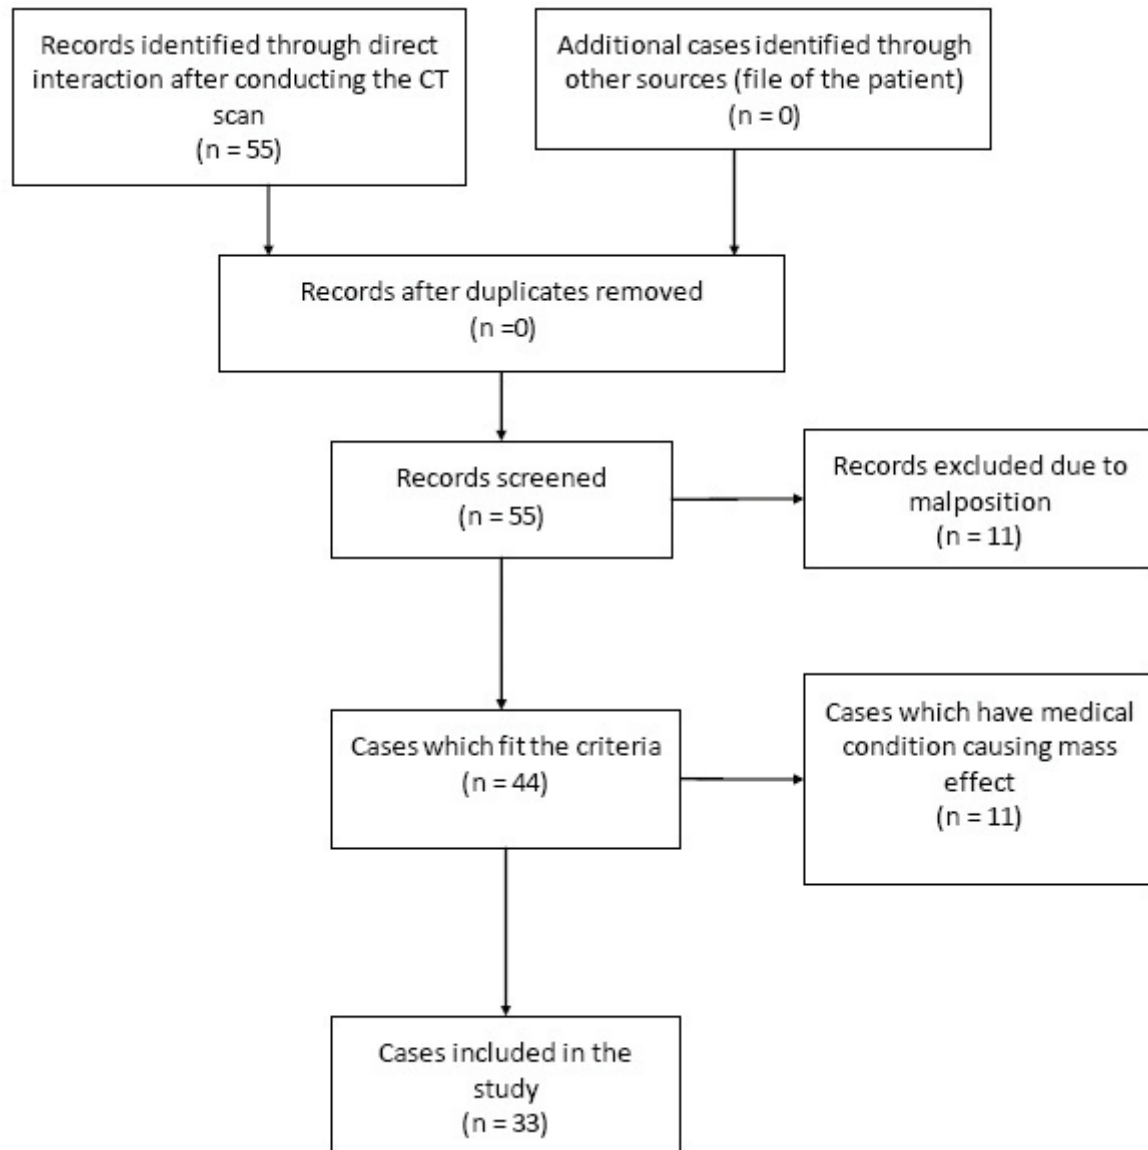 Records identified through direct
interaction after conducting the CT
scan
(n = 55)
Additional cases identified through
other sources (file of the patient)
(n = 0)
Records after duplicates removed
(n =0)
Records screened
(n = 55)
Records excluded due to
malposition
(n = 11)
Cases which fit the criteria
(n = 44)
Cases which have medical
condition causing mass
effect
(n = 11)
Cases included in the
study
(n = 33)